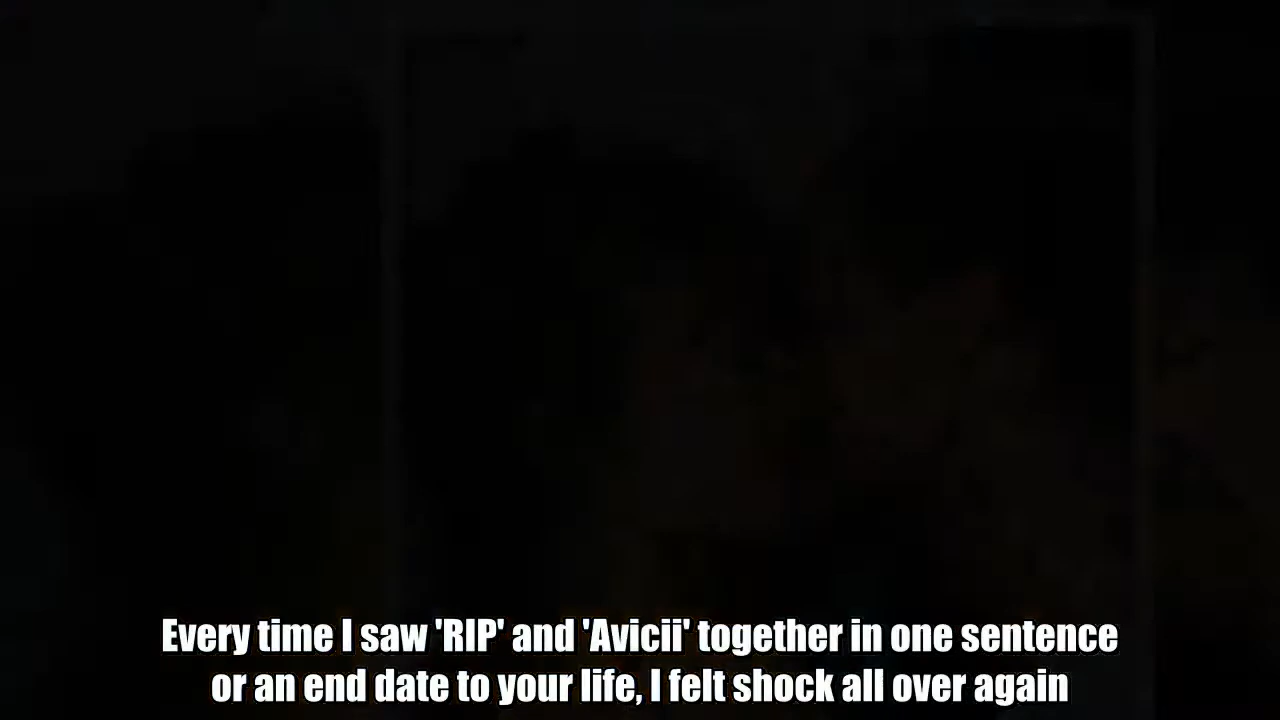 Every time I saw 'RIP' and 'Avicii' together in one sentence
or an end date to your life, I felt shock all over again